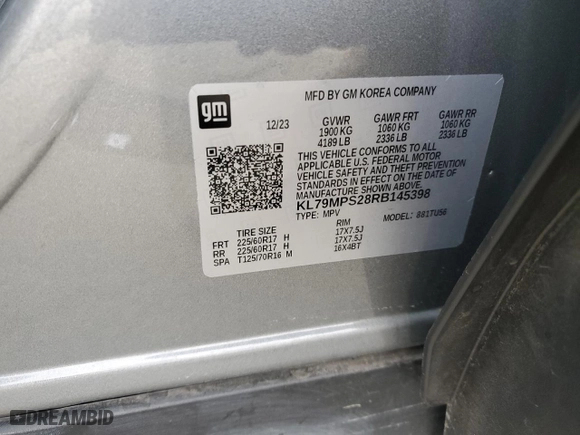 gm
MFD BY GM KOREA COMPANY
12/23
GVWR GAWR FRT GAWR RR
1900 KG 1060 KG 1060 KG
4189 LB 2336 LB 2336 LB
THIS VEHICLE CONFORMS TO ALL
APPLICABLE U.S. FEDERAL MOTOR
VEHICLE SAFETY AND THEFT PREVENTION
STANDARDS IN EFFECT ON THE DATE OF
MANUFACTURE SHOWN ABOVE.
KL79MPS28RB145398
TYPE: MPV MODEL: 881TU56
TIRE SIZE RIM
FRT 225/60R17 H 17X7.5J
RR 225/60R17 H 17X7.5J
SPA T125/70R16 M 16X4BT
DREAMBID